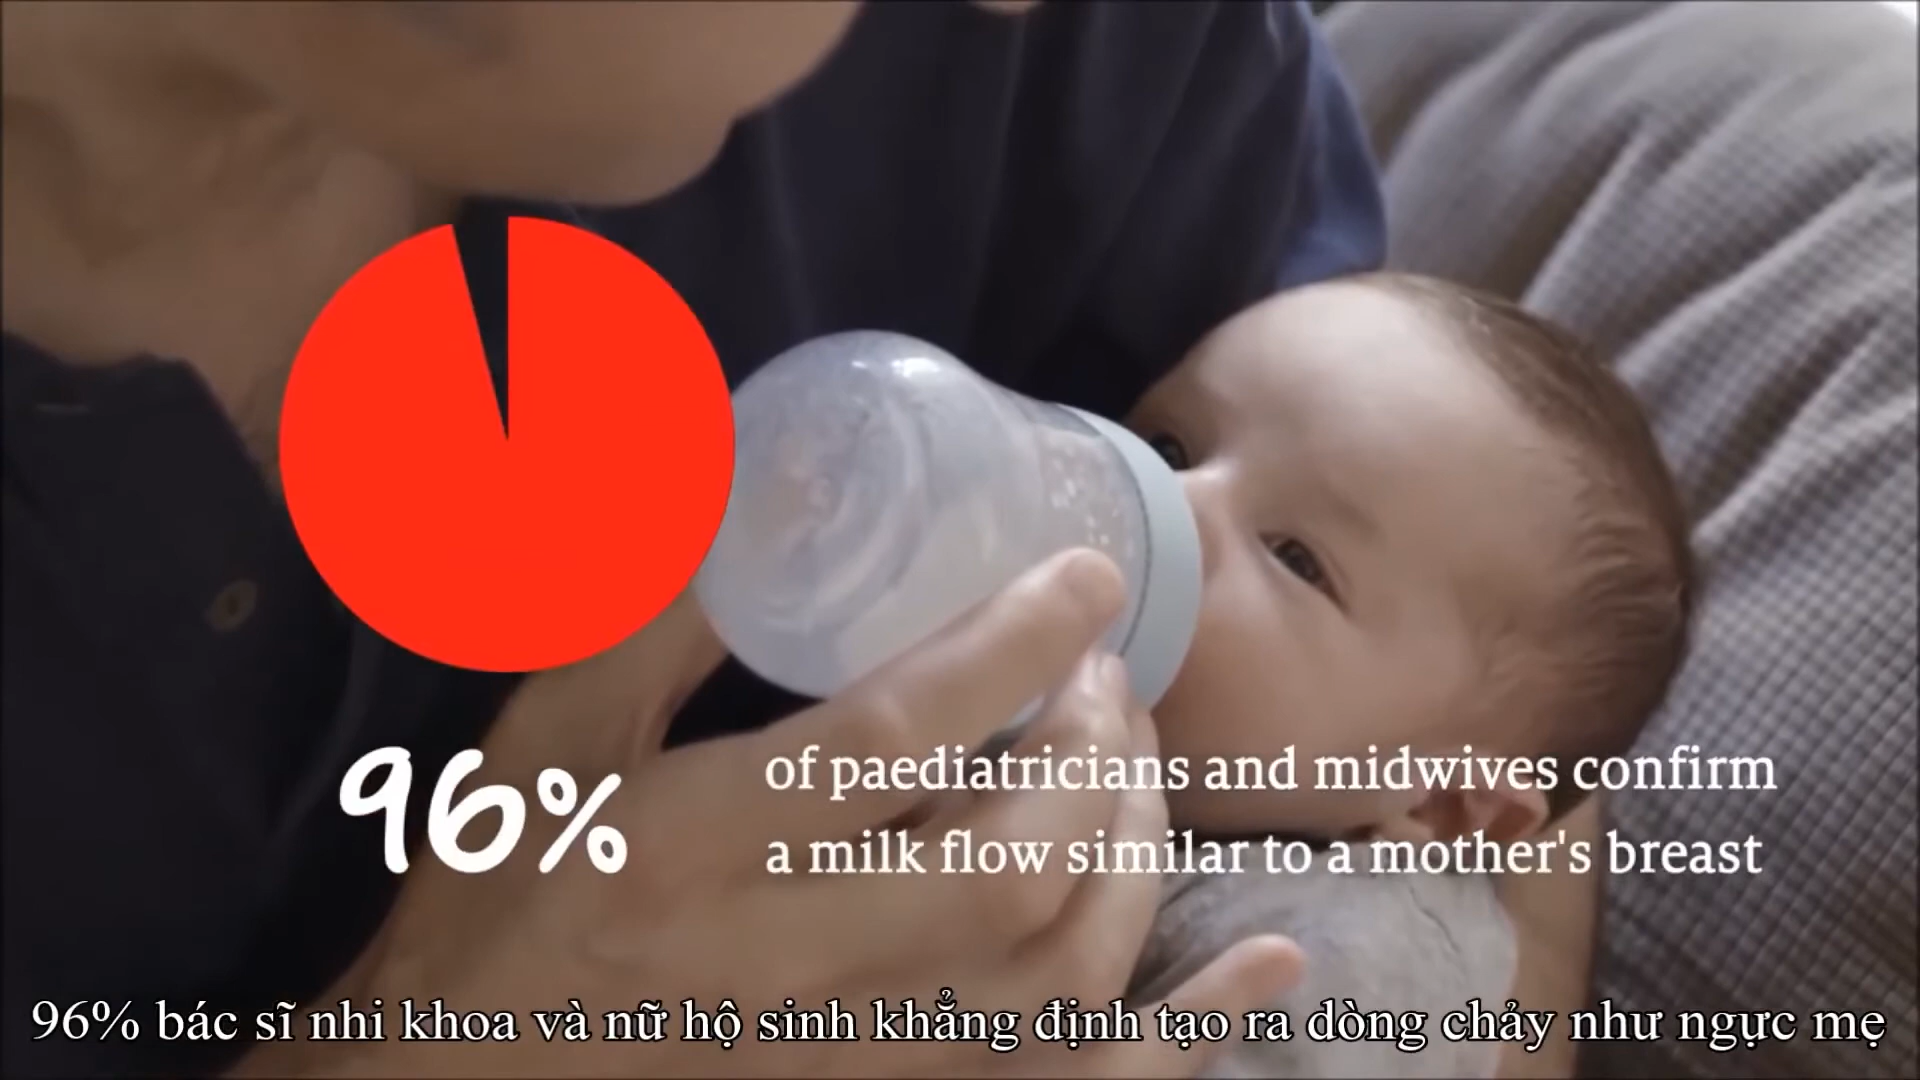 96%
of paediatricians and midwives confirm
a milk flow similar to a mother's breast
96% bác sĩ nhi khoa và nữ hộ sinh khẳng định tạo ra dòng chảy như ngực mẹ